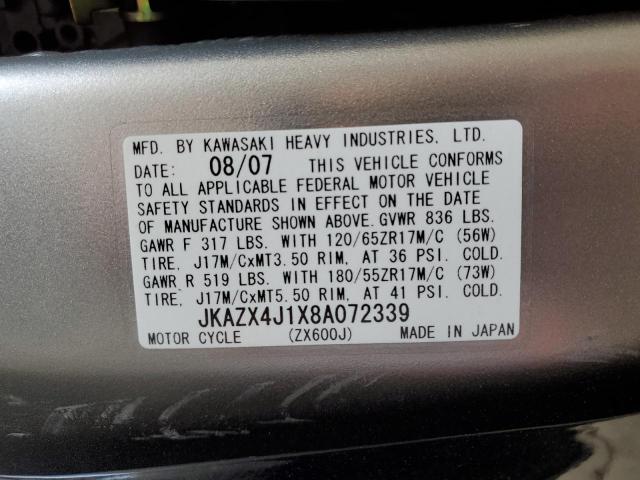 MFD. BY KAWASAKI HEAVY INDUSTRIES, LTD.
DATE: 08/07 THIS VEHICLE CONFORMS
TO ALL APPLICABLE FEDERAL MOTOR VEHICLE
SAFETY STANDARDS IN EFFECT ON THE DATE
OF MANUFACTURE SHOWN ABOVE. GVWR 836 LBS.
GAWR F 317 LBS. WITH 120/65ZR17M/C (56W)
TIRE, J17M/CxMT3.50 RIM, AT 36 PSI. COLD.
GAWR R 519 LBS. WITH 180/55ZR17M/C (73W)
TIRE, J17M/CxMT5.50 RIM, AT 41 PSI. COLD.
JKAZX4J1X8A072339
MOTOR CYCLE (ZX600J) MADE IN JAPAN